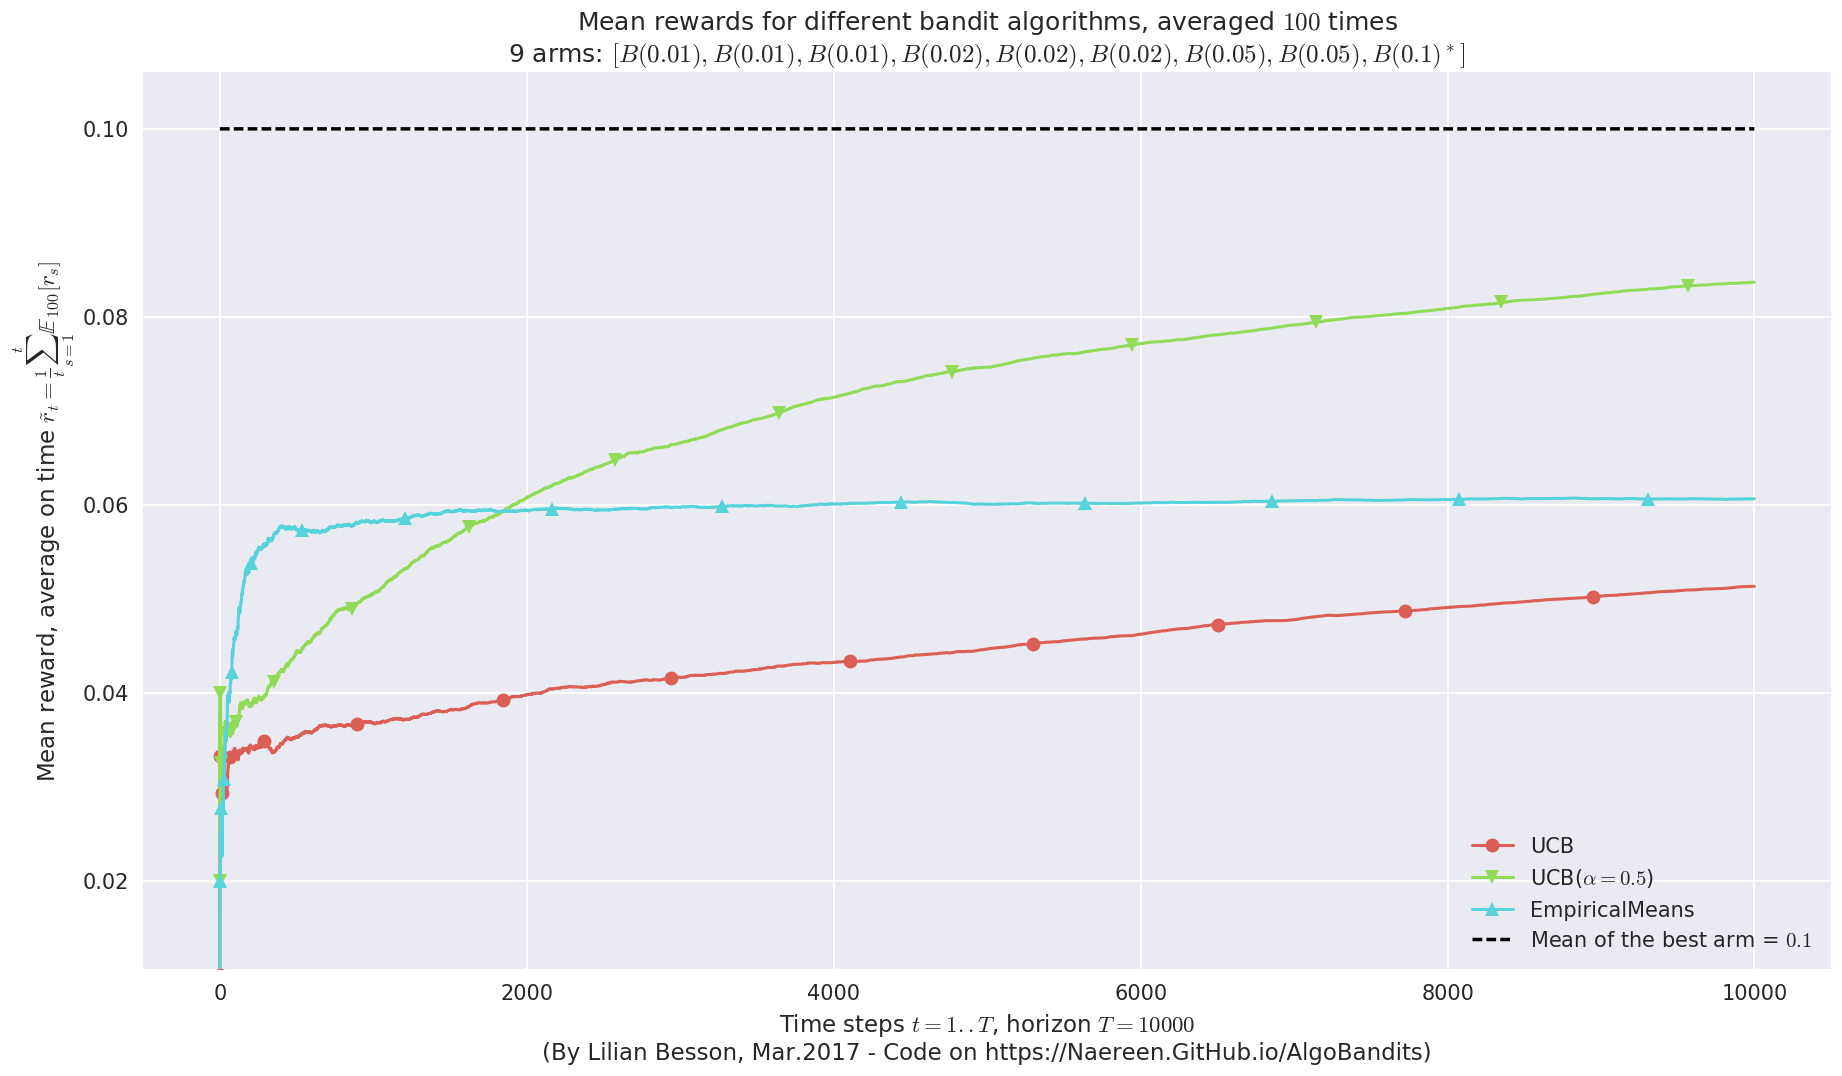 Mean rewards for different bandit algorithms, averaged 100 times
9 arms: [B(0.01), B(0.01), B(0.01), B(0.02), B(0.02), B(0.02), B(0.05), B(0.05), B(0.1)*]
Mean reward, average on time r̃_t = 1/t ∑_{s=1}^{t} 𝔼_100[r_s]
0.10
0.08
0.06
0.04
0.02
0
2000
4000
6000
8000
10000
UCB
UCB(α = 0.5)
EmpiricalMeans
Mean of the best arm = 0.1
Time steps t = 1..T, horizon T = 10000
(By Lilian Besson, Mar.2017 - Code on https://Naereen.GitHub.io/AlgoBandits)